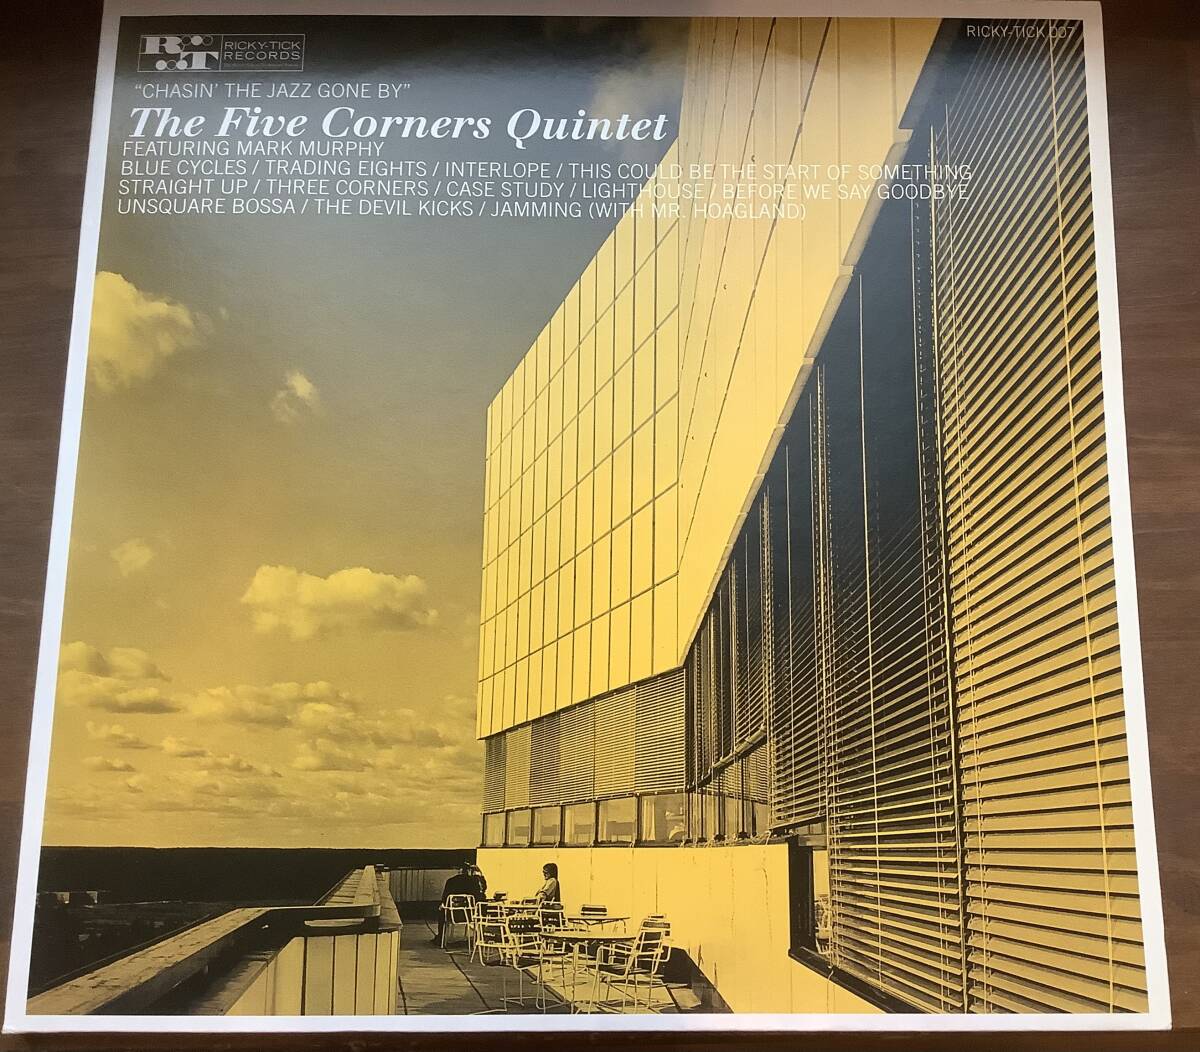 RT
RICKY-TICK
RECORDS
RICKY-TICK 007
“CHASIN’ THE JAZZ GONE BY”
The Five Corners Quintet
FEATURING MARK MURPHY
BLUE CYCLES / TRADING EIGHTS / INTERLOPE / THIS COULD BE THE START OF SOMETHING
STRAIGHT UP / THREE CORNERS / CASE STUDY / LIGHTHOUSE / BEFORE WE SAY GOODBYE
UNSQUARE BOSSA / THE DEVIL KICKS / JAMMING (WITH MR. HOAGLAND)